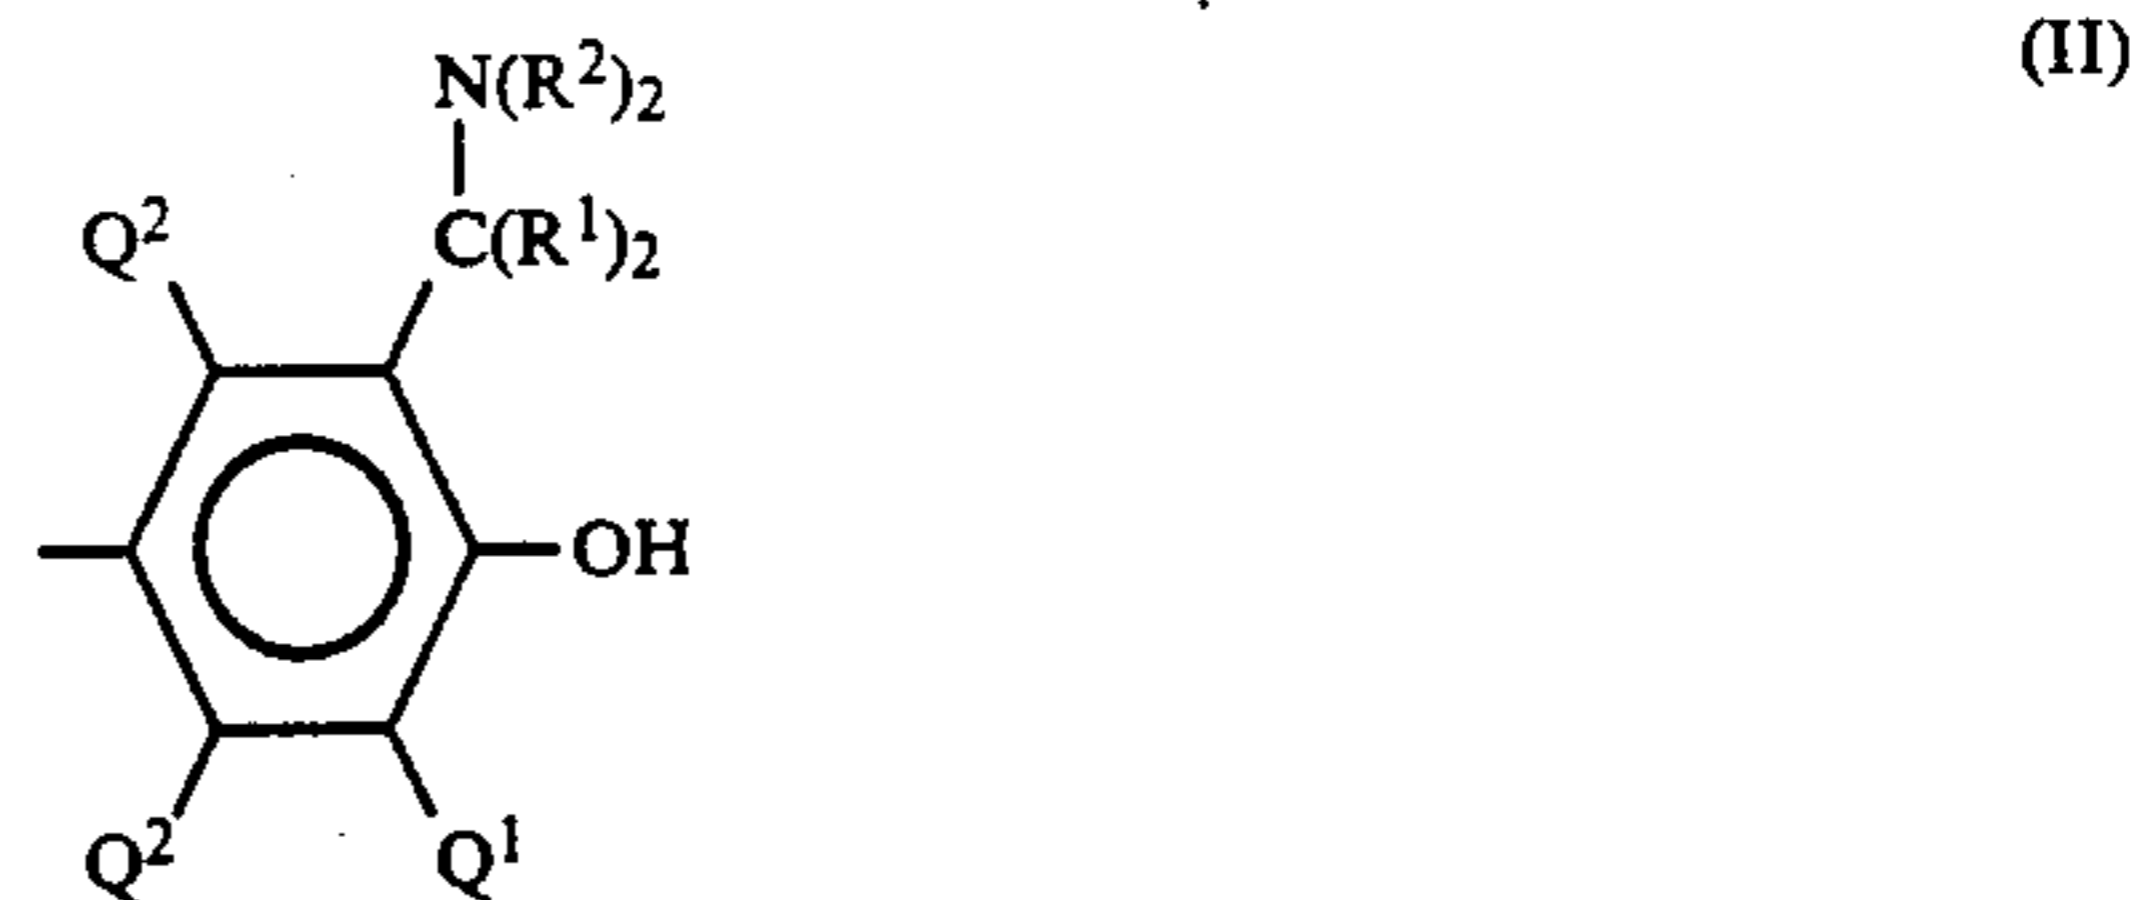 (II)
N(R²)₂
Q²
C(R¹)₂
OH
Q²
Q¹